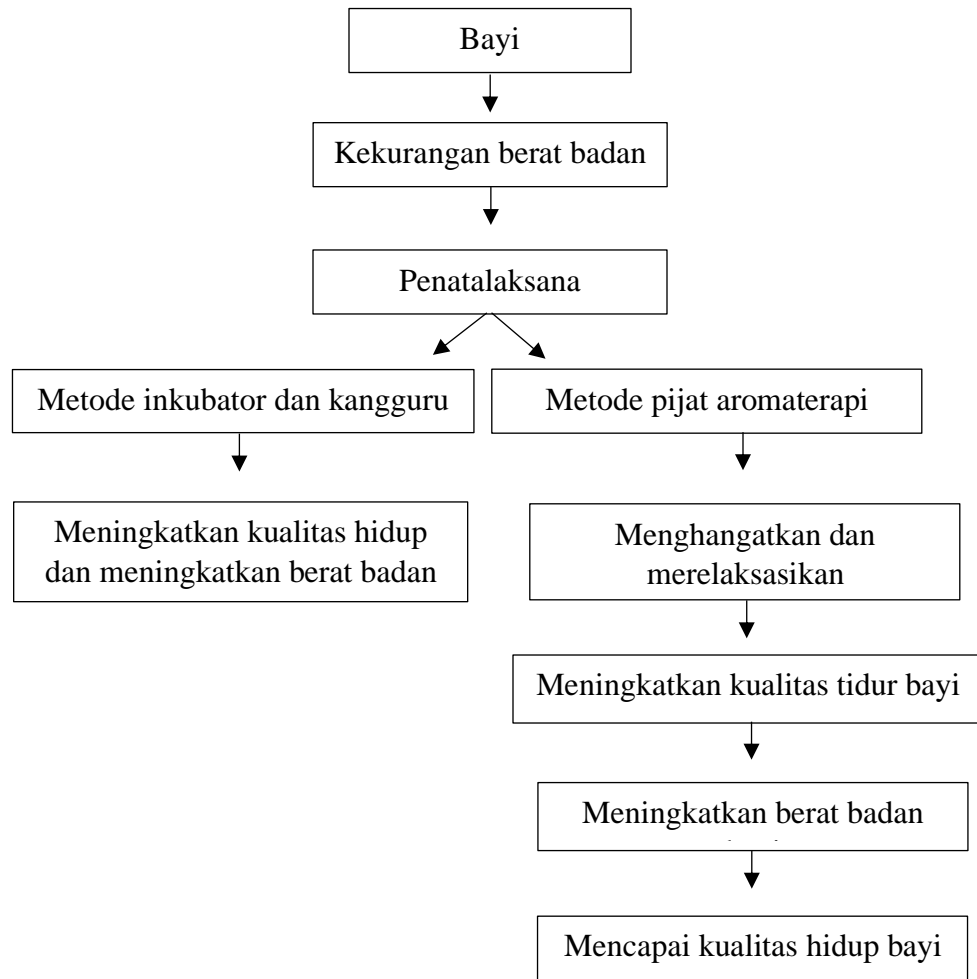 Bayi
Kekurangan berat badan
Penatalaksana
Metode inkubator dan kangguru
Metode pijat aromaterapi
Meningkatkan kualitas hidup
dan meningkatkan berat badan
Menghangatkan dan
merelaksasikan
Meningkatkan kualitas tidur bayi
Meningkatkan berat badan
Mencapai kualitas hidup bayi